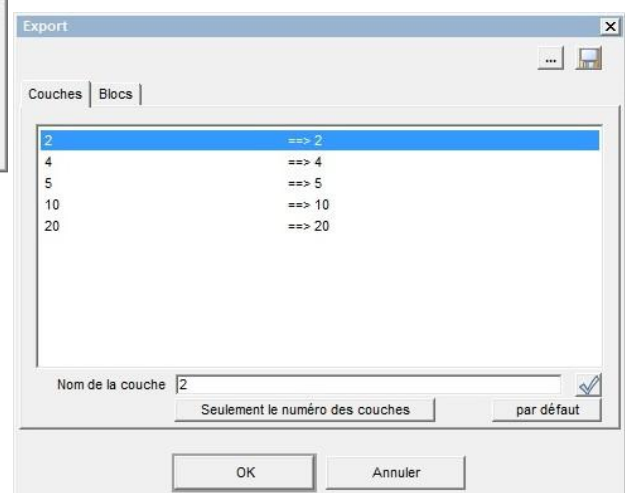 Export
...
Couches Blocs
2 ==> 2
4 ==> 4
5 ==> 5
10 ==> 10
20 ==> 20
Nom de la couche 2
Seulement le numéro des couches par défaut
OK Annuler